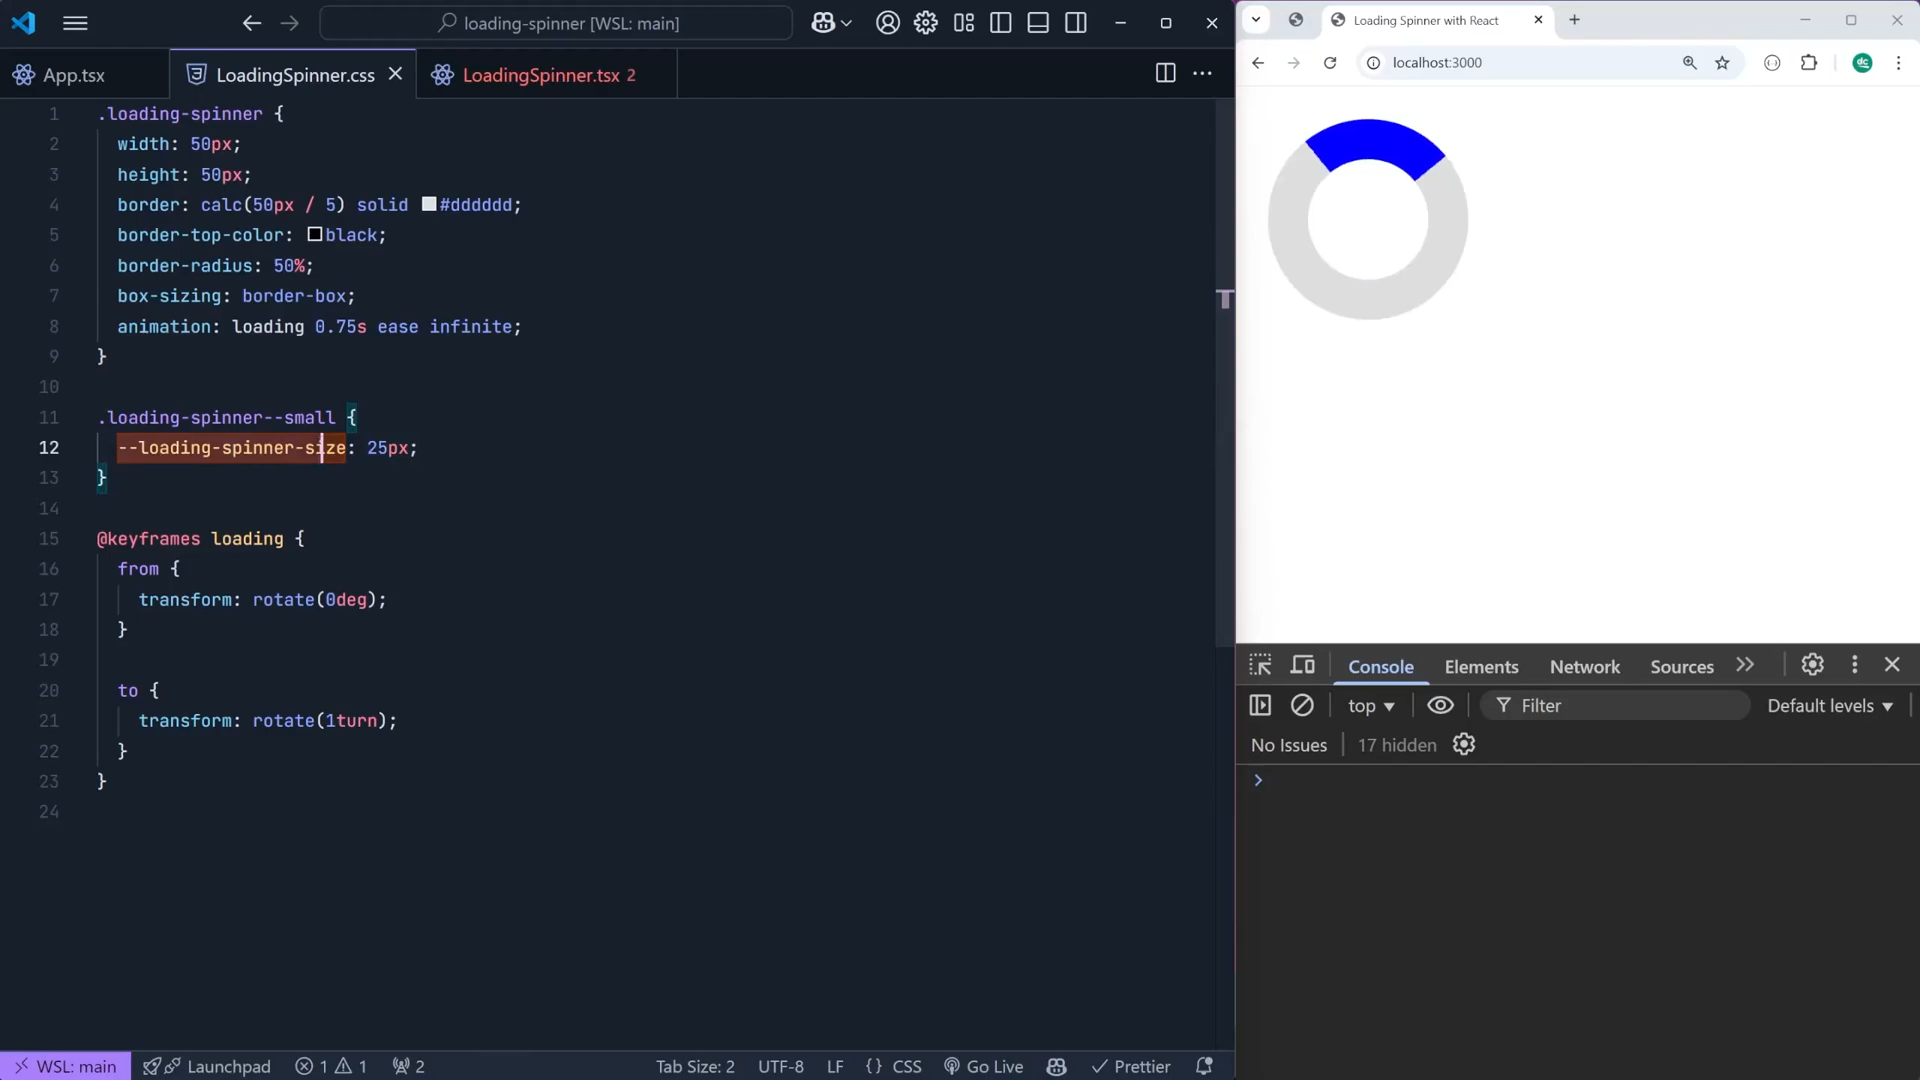 loading-spinner [WSL: main]
App.tsx
LoadingSpinner.css
LoadingSpinner.tsx 2
1 .loading-spinner {
2 width: 50px;
3 height: 50px;
4 border: calc(50px / 5) solid #dddddd;
5 border-top-color: black;
6 border-radius: 50%;
7 box-sizing: border-box;
8 animation: loading 0.75s ease infinite;
9 }
10
11 .loading-spinner--small {
12 --loading-spinner-size: 25px;
13 }
14
15 @keyframes loading {
16 from {
17 transform: rotate(0deg);
18 }
19
20 to {
21 transform: rotate(1turn);
22 }
23 }
24
WSL: main
Launchpad
1 1
2
Tab Size: 2
UTF-8
LF
{ } CSS
Go Live
Prettier
Loading Spinner with React
localhost:3000
dc
Console
Elements
Network
Sources
top
Filter
Default levels
No Issues
17 hidden